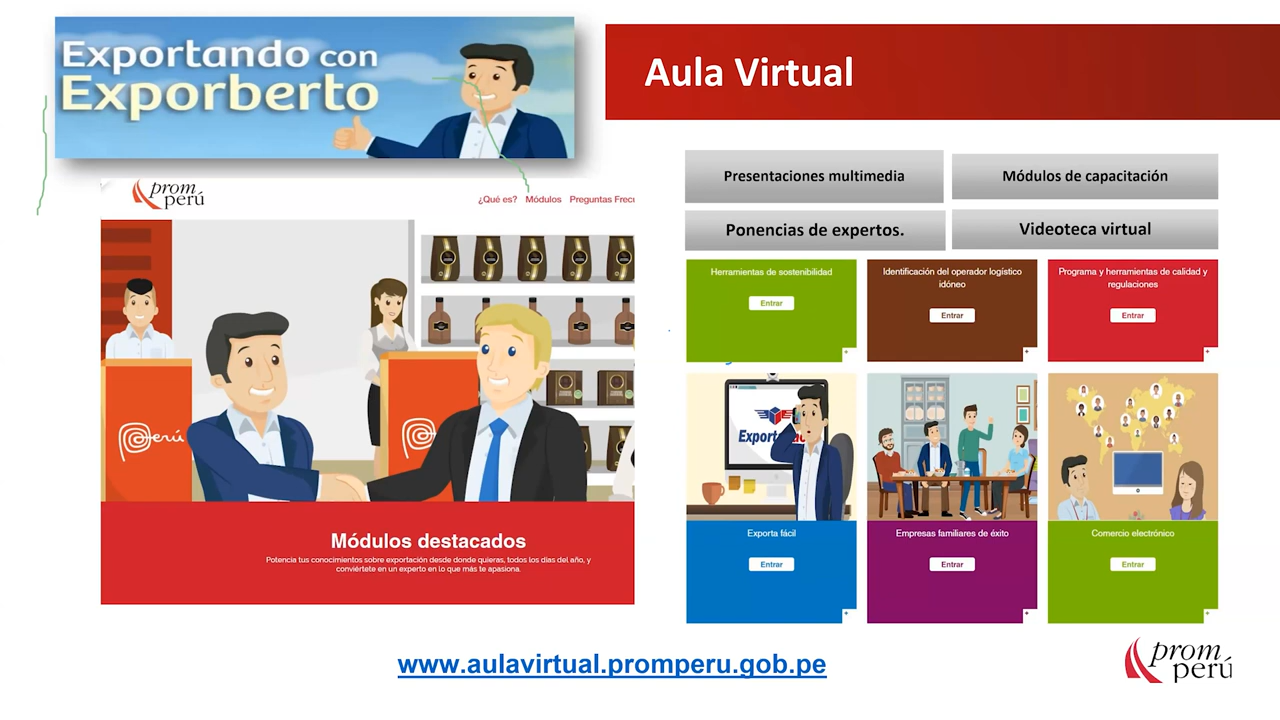 Exportando con
Exporberto
Aula Virtual
prom
perú
¿Qué es? Módulos Preguntas Frecu
Presentaciones multimedia
Módulos de capacitación
Ponencias de expertos.
Videoteca virtual
Perú
Perú
Módulos destacados
Potencia tus conocimientos sobre exportación desde donde quieras, todos los días del año, y
conviértete en un experto en lo que más te apasiona.
Herramientas de sostenibilidad
Entrar
Identificación del operador logístico
idóneo
Entrar
Programa y herramientas de calidad y
regulaciones
Entrar
Exporta fácil
Entrar
Empresas familiares de éxito
Entrar
Comercio electrónico
Entrar
www.aulavirtual.promperu.gob.pe
prom
perú